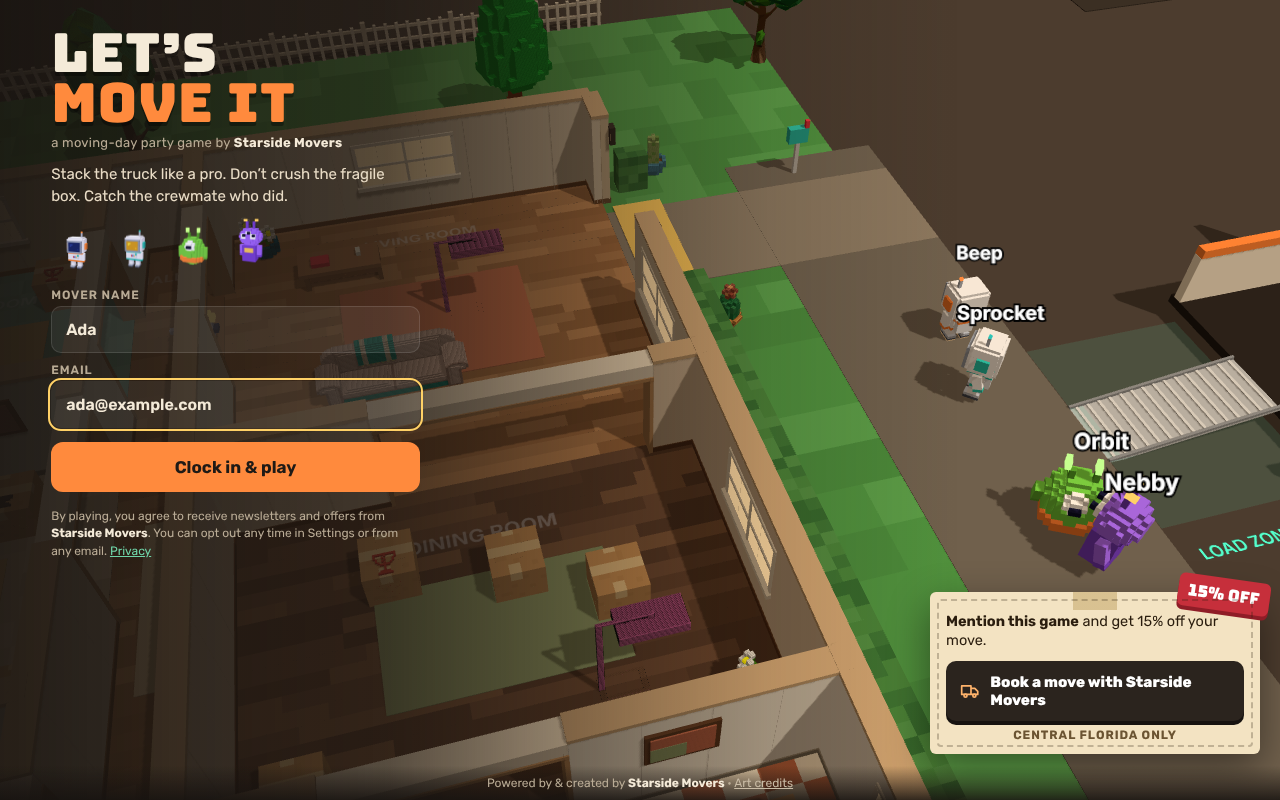 LET'S
MOVE IT
a moving-day party game by Starside Movers
Stack the truck like a pro. Don't crush the fragile
box. Catch the crewmate who did.
MOVER NAME
Ada
EMAIL
ada@example.com
Clock in & play
By playing, you agree to receive newsletters and offers from
Starside Movers. You can opt out any time in Settings or from
any email. Privacy
VING ROOM
DINING ROOM
Beep
Sprocket
Orbit
Nebby
LOAD ZON
15% OFF
Mention this game and get 15% off your
move.
Book a move with Starside
Movers
CENTRAL FLORIDA ONLY
Powered by & created by Starside Movers · Art credits